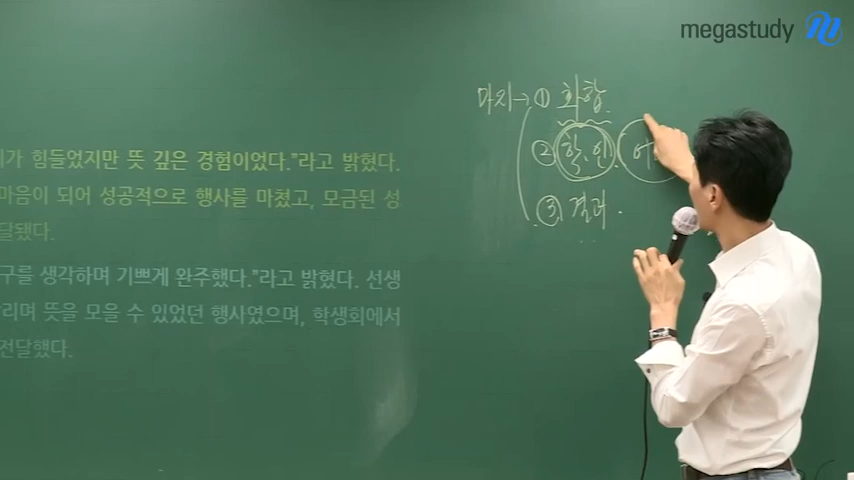 megastudy
가 힘들었지만 뜻 깊은 경험이었다."라고 밝혔다.
마음이 되어 성공적으로 행사를 마쳤고, 모금된 성
달됐다.
구를 생각하며 기쁘게 완주했다."라고 밝혔다. 선생
리며 뜻을 모을 수 있었던 행사였으며, 학생회에서
전달했다.
마지 → ① 화합.
② 학, 인, 어
③ 결과.